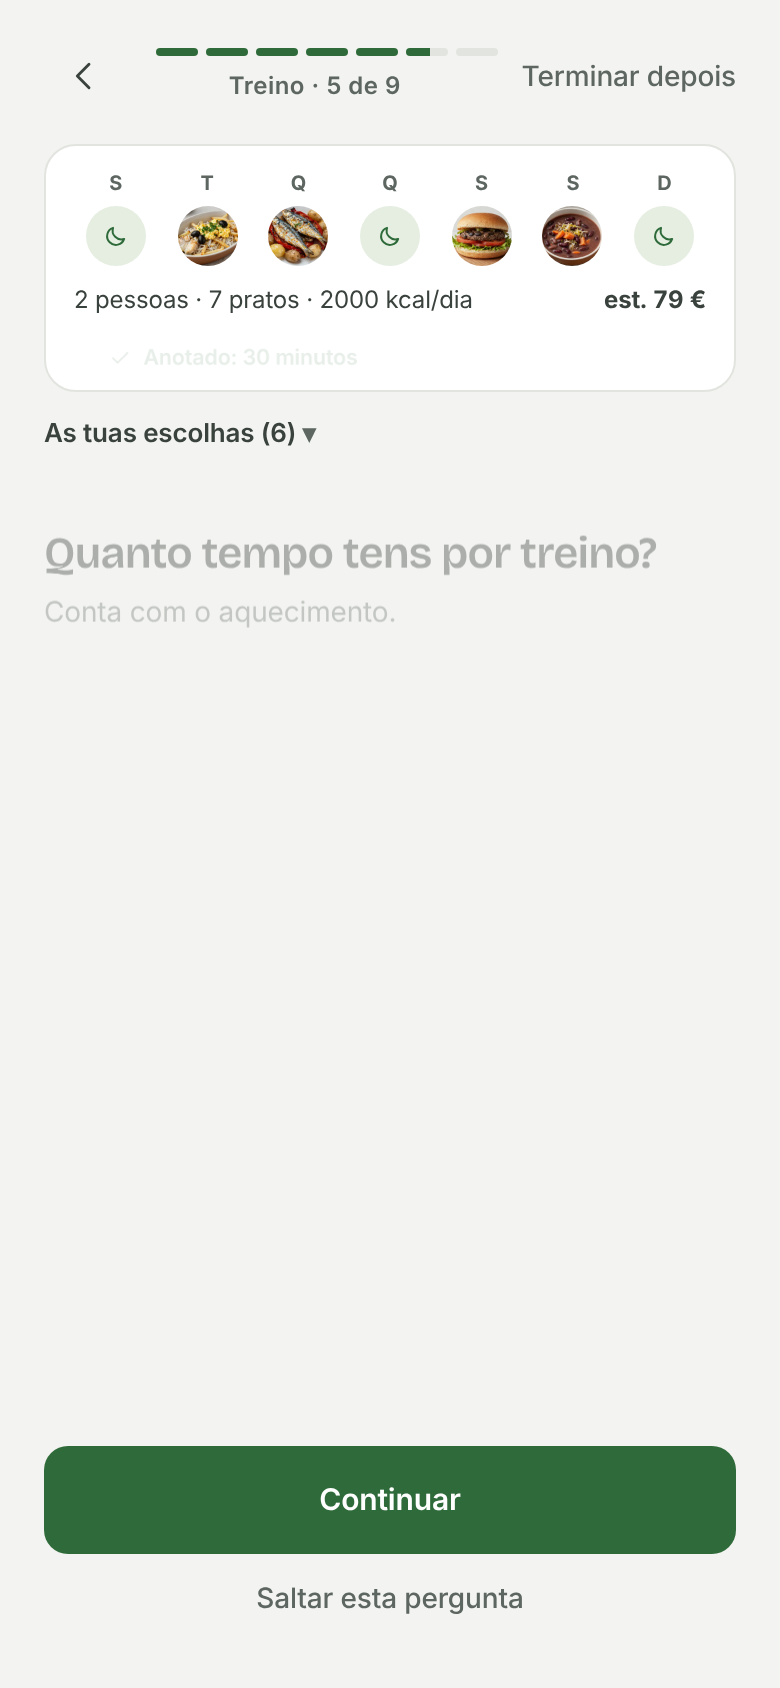 Treino · 5 de 9
Terminar depois
S T Q Q S S D
2 pessoas · 7 pratos · 2000 kcal/dia est. 79 €
Anotado: 30 minutos
As tuas escolhas (6) ▾
Quanto tempo tens por treino?
Conta com o aquecimento.
Continuar
Saltar esta pergunta